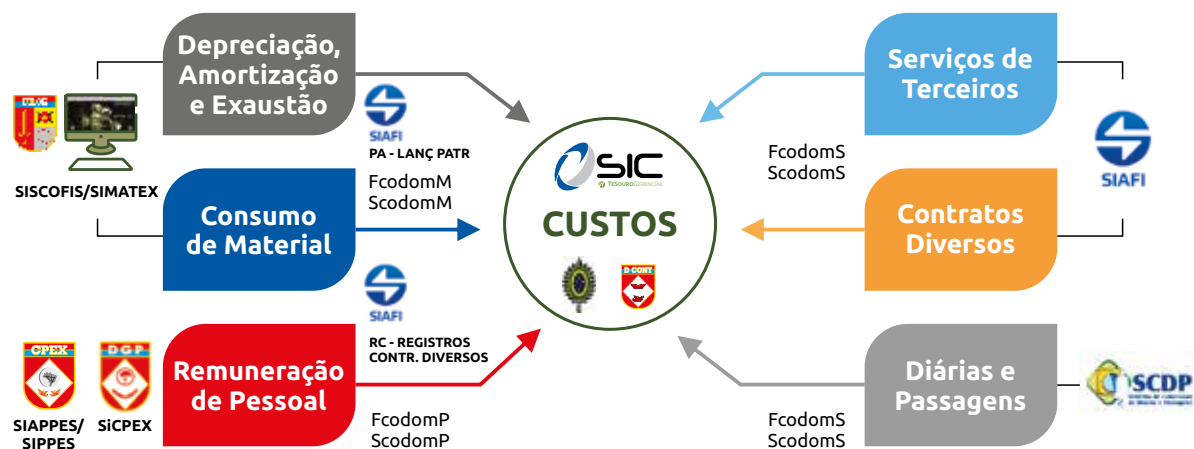 Depreciação,
Amortização
e Exaustão
DLOG
SISCOFIS/SIMATEX
SIAFI
PA - LANÇ PATR
Consumo
de Material
FcodomM
ScodomM
SIAFI
RC - REGISTROS
CONTR. DIVERSOS
CPEX
DGP
SIAPPES/
SIPPES
SiCPEX
Remuneração
de Pessoal
FcodomP
ScodomP
SIC
TESOUROGERENCIAL
CUSTOS
D CONT
Serviços de
Terceiros
FcodomS
ScodomS
SIAFI
Contratos
Diversos
Diárias e
Passagens
FcodomS
ScodomS
SCDP